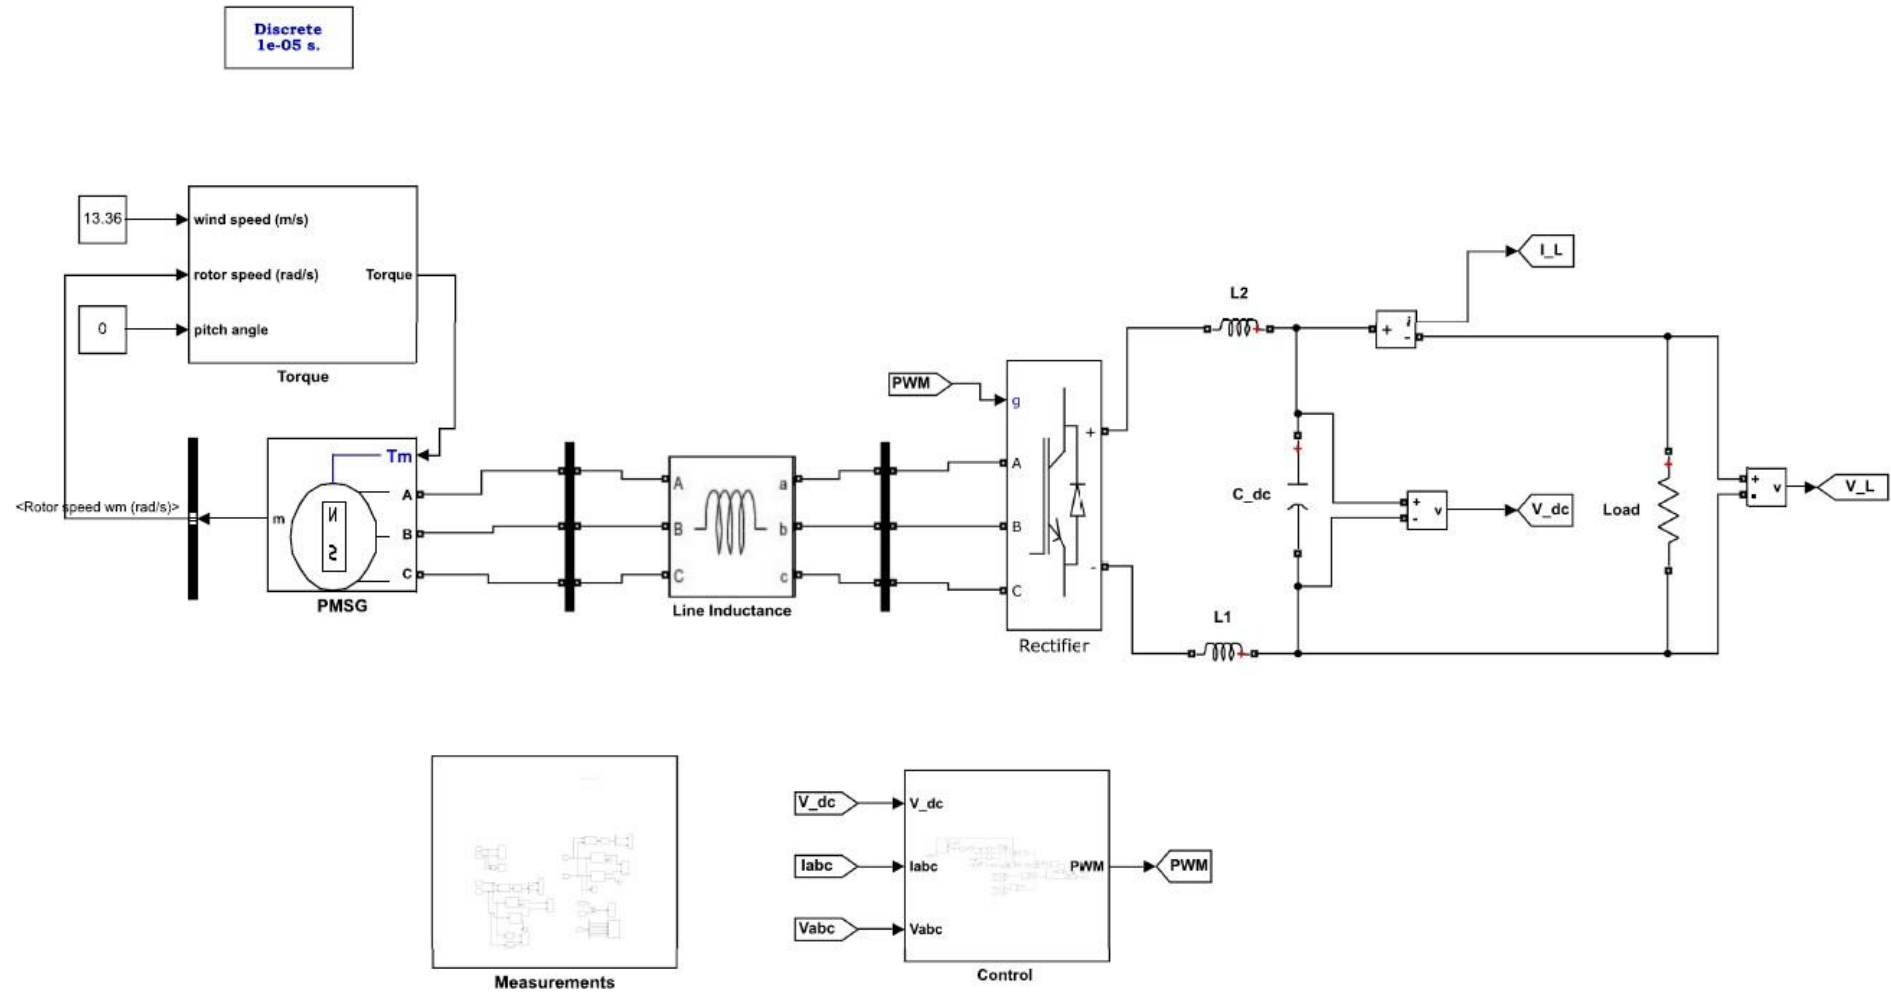 Discrete
1e-05 s.
13.36
wind speed (m/s)
rotor speed (rad/s)
Torque
0
pitch angle
Torque
I_L
L2
PWM
g
+
i
+
-
<Rotor speed wm (rad/s)>
m
Tm
N
S
A
B
C
PMSG
A
B
C
a
b
c
Line Inductance
A
B
C
+
-
Rectifier
C_dc
+
-
v
V_dc
Load
+
-
v
V_L
L1
Measurements
V_dc
Iabc
Vabc
V_dc
Iabc
Vabc
PWM
PWM
Control